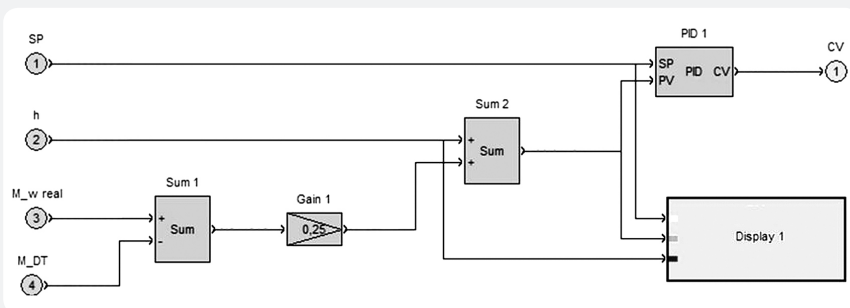 SP
1
h
2
M_w real
3
M_DT
4
Sum 1
+
Sum
-
Gain 1
0,25
Sum 2
+
Sum
+
PID 1
SP
PID CV
PV
CV
1
Display 1